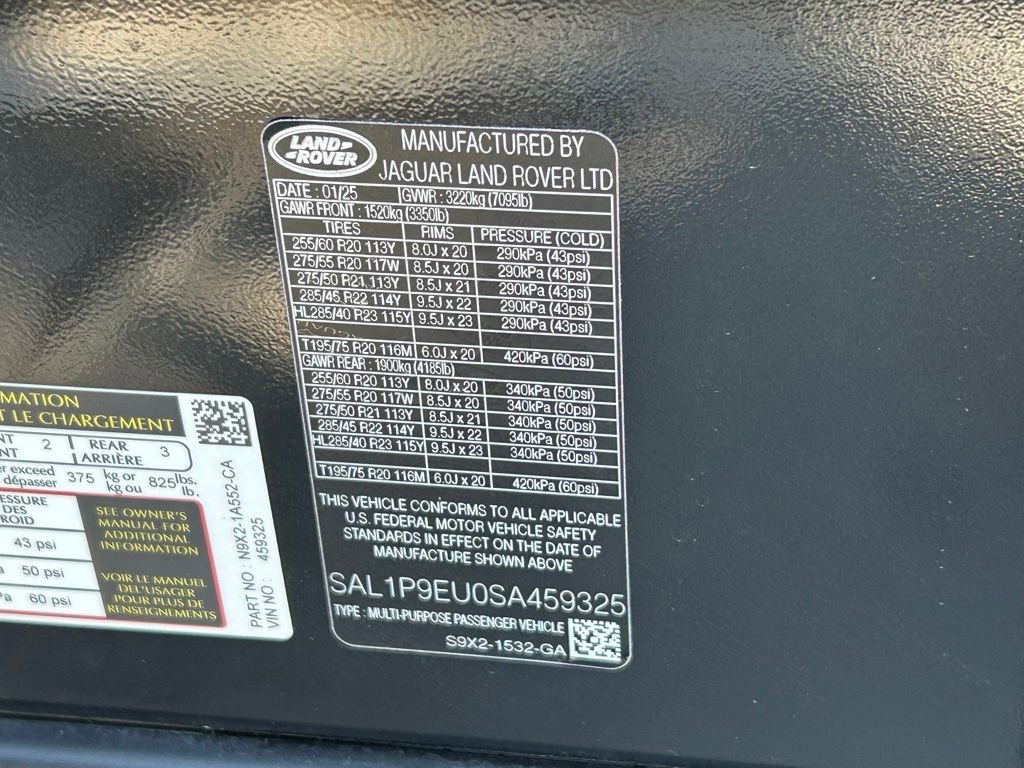 LAND ROVER
MANUFACTURED BY
JAGUAR LAND ROVER LTD
DATE : 01/25 GVWR : 3220kg (7095lb)
GAWR FRONT : 1520kg (3350lb)
TIRES RIMS PRESSURE (COLD)
255/60 R20 113Y 8.0J x 20 290kPa (43psi)
275/55 R20 117W 8.5J x 20 290kPa (43psi)
275/50 R21 113Y 8.5J x 21 290kPa (43psi)
285/45 R22 114Y 9.5J x 22 290kPa (43psi)
HL285/40 R23 115Y 9.5J x 23 290kPa (43psi)
T195/75 R20 116M 6.0J x 20 420kPa (60psi)
GAWR REAR : 1900kg (4185lb)
255/60 R20 113Y 8.0J x 20 340kPa (50psi)
275/55 R20 117W 8.5J x 20 340kPa (50psi)
275/50 R21 113Y 8.5J x 21 340kPa (50psi)
285/45 R22 114Y 9.5J x 22 340kPa (50psi)
HL285/40 R23 115Y 9.5J x 23 340kPa (50psi)
T195/75 R20 116M 6.0J x 20 420kPa (60psi)
THIS VEHICLE CONFORMS TO ALL APPLICABLE
U.S. FEDERAL MOTOR VEHICLE SAFETY
STANDARDS IN EFFECT ON THE DATE OF
MANUFACTURE SHOWN ABOVE
SAL1P9EU0SA459325
TYPE : MULTI-PURPOSE PASSENGER VEHICLE
S9X2-1532-GA
MATION
T LE CHARGEMENT
NT 2 REAR 3
NT ARRIÈRE
er exceed 375 kg or 825 lbs.
dépasser kg ou lb.
ESSURE
DES
ROID
43 psi
50 psi
a 60 psi
SEE OWNER'S
MANUAL FOR
ADDITIONAL
INFORMATION
VOIR LE MANUEL
DEL'USAGER
POUR PLUS DE
RENSEIGNEMENTS
PART NO : N9X2-1A552-CA
VIN NO : 459325